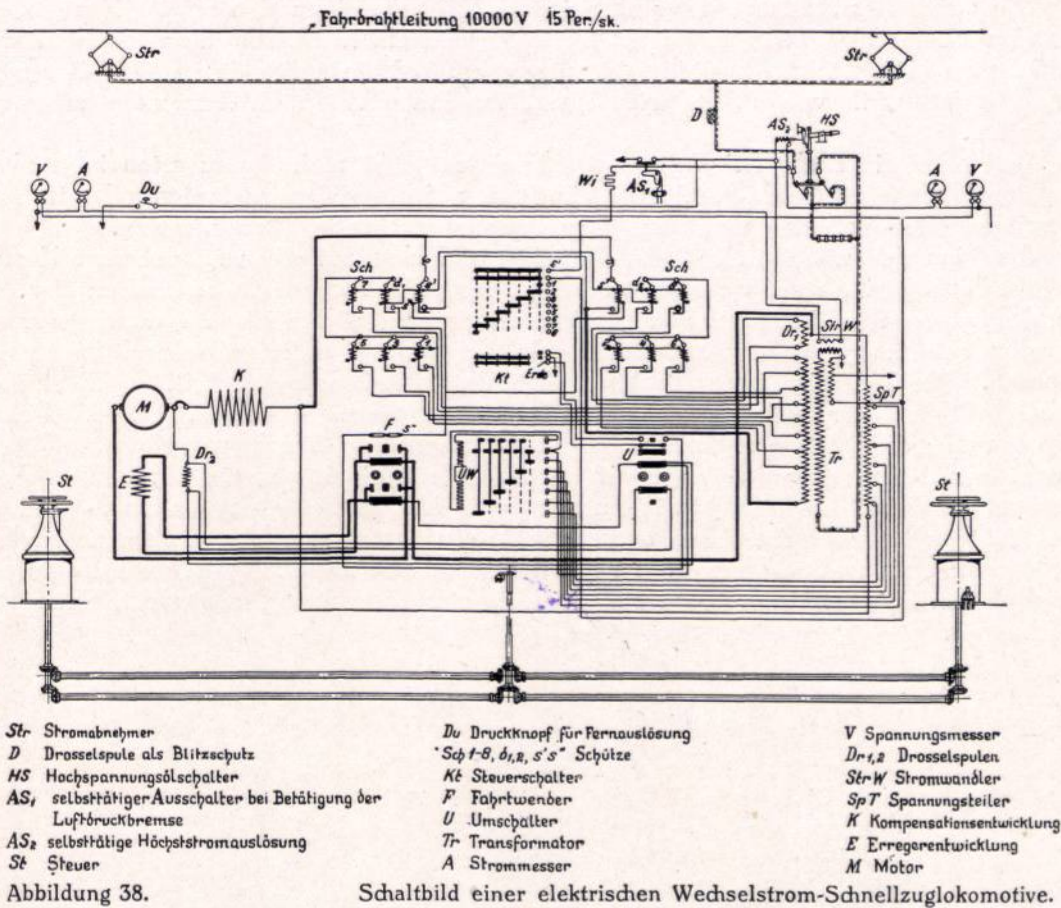 Fahrdrahtleitung 10000 V 15 Per./sk.
Str
Str
D
AS₂
HS
V
A
Du
Wi
AS₁
A
V
Sch
Sch
Kt
Erde
Dr₁
StrW
SpT
Tr
M
K
E
Dr₂
F
s"
ÜW
U
St
St
Str Stromabnehmer
D Drosselspule als Blitzschutz
HS Hochspannungsölschalter
AS₁ selbsttätiger Ausschalter bei Betätigung der
Luftdruckbremse
AS₂ selbsttätige Höchststromauslösung
St Steuer
Du Druckknopf für Fernauslösung
"Sch 1-8, d1,2, s's" Schütze
Kt Steuerschalter
F Fahrtwender
U Umschalter
Tr Transformator
A Strommesser
V Spannungsmesser
Dr1,2 Drosselspulen
StrW Stromwandler
SpT Spannungsteiler
K Kompensationsentwicklung
E Erregerentwicklung
M Motor
Abbildung 38. Schaltbild einer elektrischen Wechselstrom-Schnellzuglokomotive.